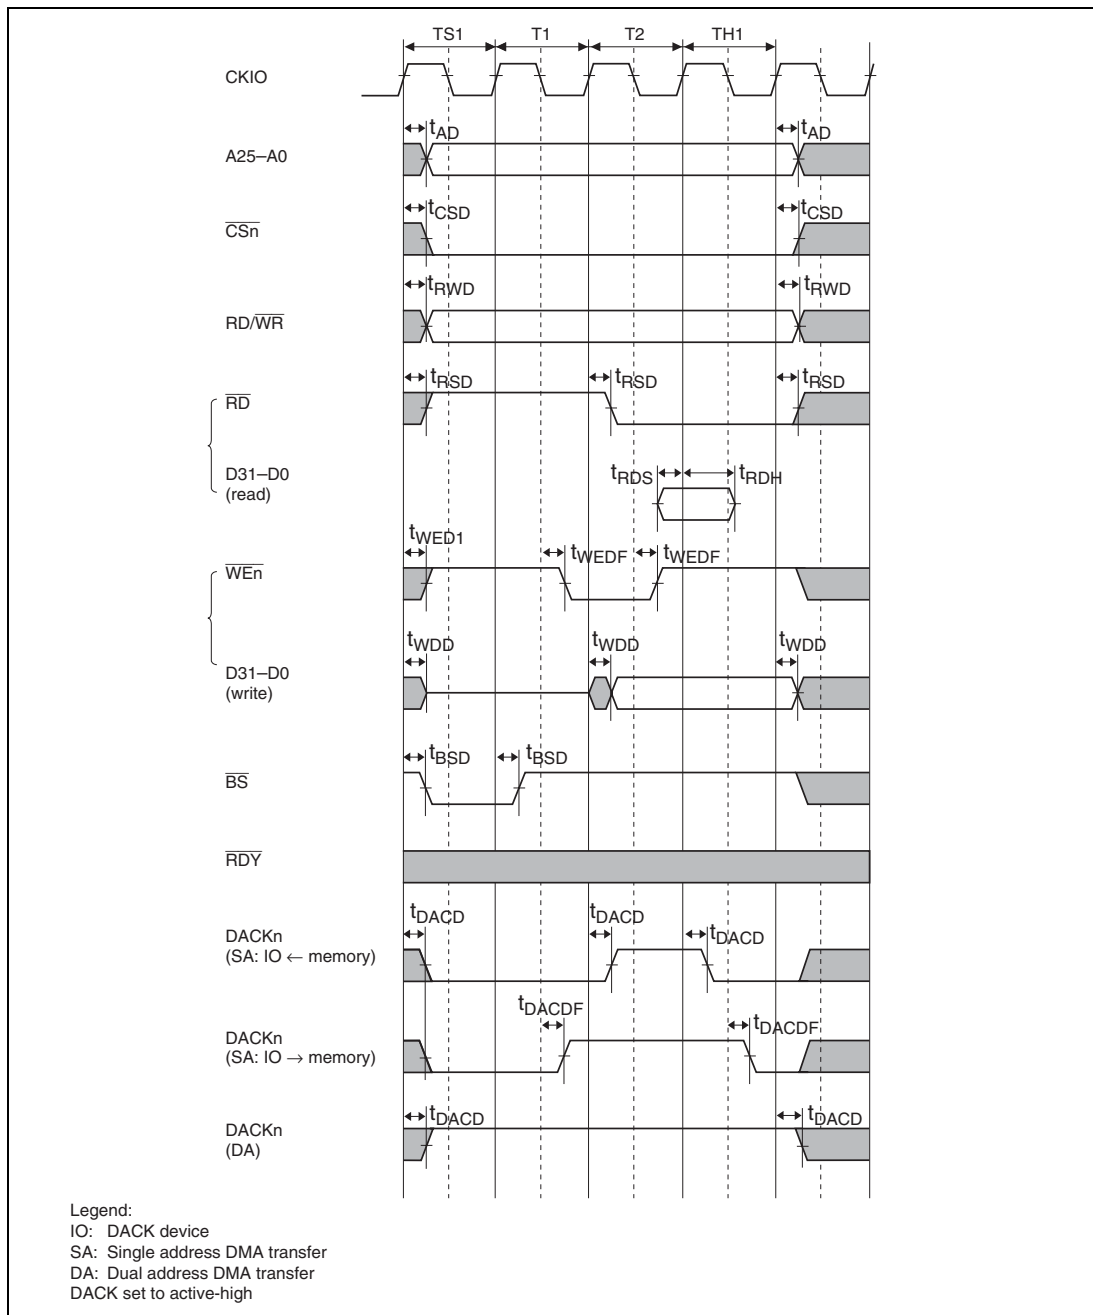 TS1 T1 T2 TH1
CKIO
tAD tAD
A25–A0
tCSD tCSD
CSn
tRWD tRWD
RD/WR
tRSD tRSD tRSD
RD
D31–D0
(read)
tRDS tRDH
tWED1 tWEDF tWEDF
WEn
tWDD tWDD tWDD
D31–D0
(write)
tBSD tBSD
BS
RDY
tDACD tDACD tDACD
DACKn
(SA: IO ← memory)
tDACDF tDACDF
DACKn
(SA: IO → memory)
tDACD tDACD
DACKn
(DA)
Legend:
IO: DACK device
SA: Single address DMA transfer
DA: Dual address DMA transfer
DACK set to active-high